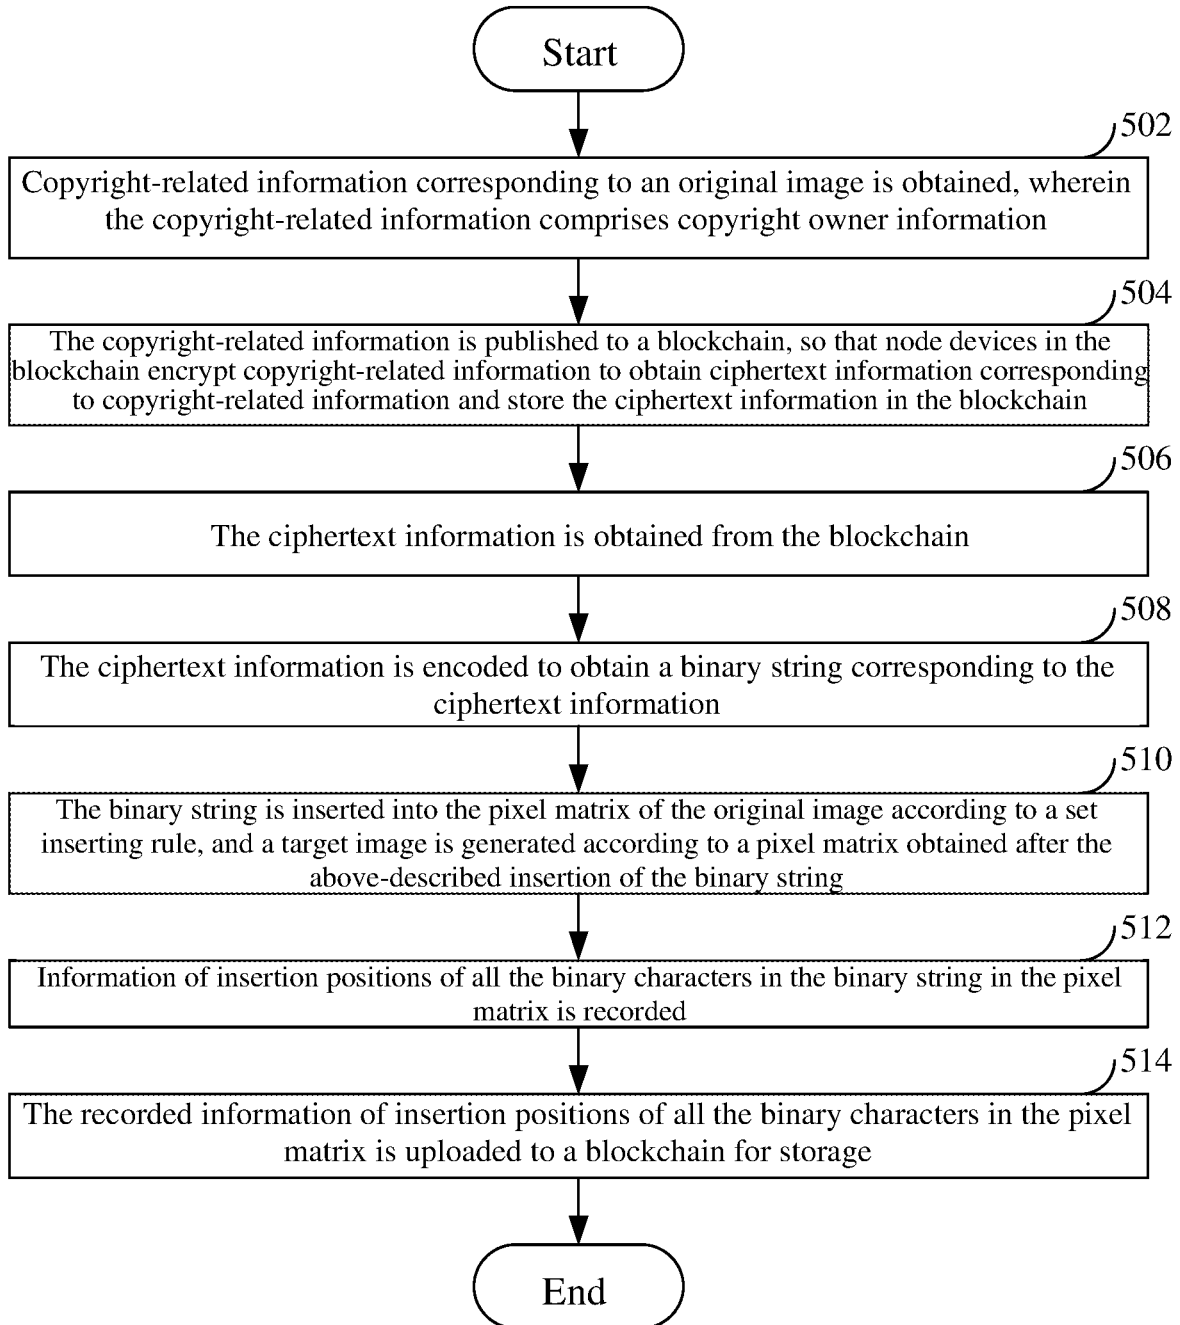 Start
502
Copyright-related information corresponding to an original image is obtained, wherein
the copyright-related information comprises copyright owner information
504
The copyright-related information is published to a blockchain, so that node devices in the
blockchain encrypt copyright-related information to obtain ciphertext information corresponding
to copyright-related information and store the ciphertext information in the blockchain
506
The ciphertext information is obtained from the blockchain
508
The ciphertext information is encoded to obtain a binary string corresponding to the
ciphertext information
510
The binary string is inserted into the pixel matrix of the original image according to a set
inserting rule, and a target image is generated according to a pixel matrix obtained after the
above-described insertion of the binary string
512
Information of insertion positions of all the binary characters in the binary string in the pixel
matrix is recorded
514
The recorded information of insertion positions of all the binary characters in the pixel
matrix is uploaded to a blockchain for storage
End